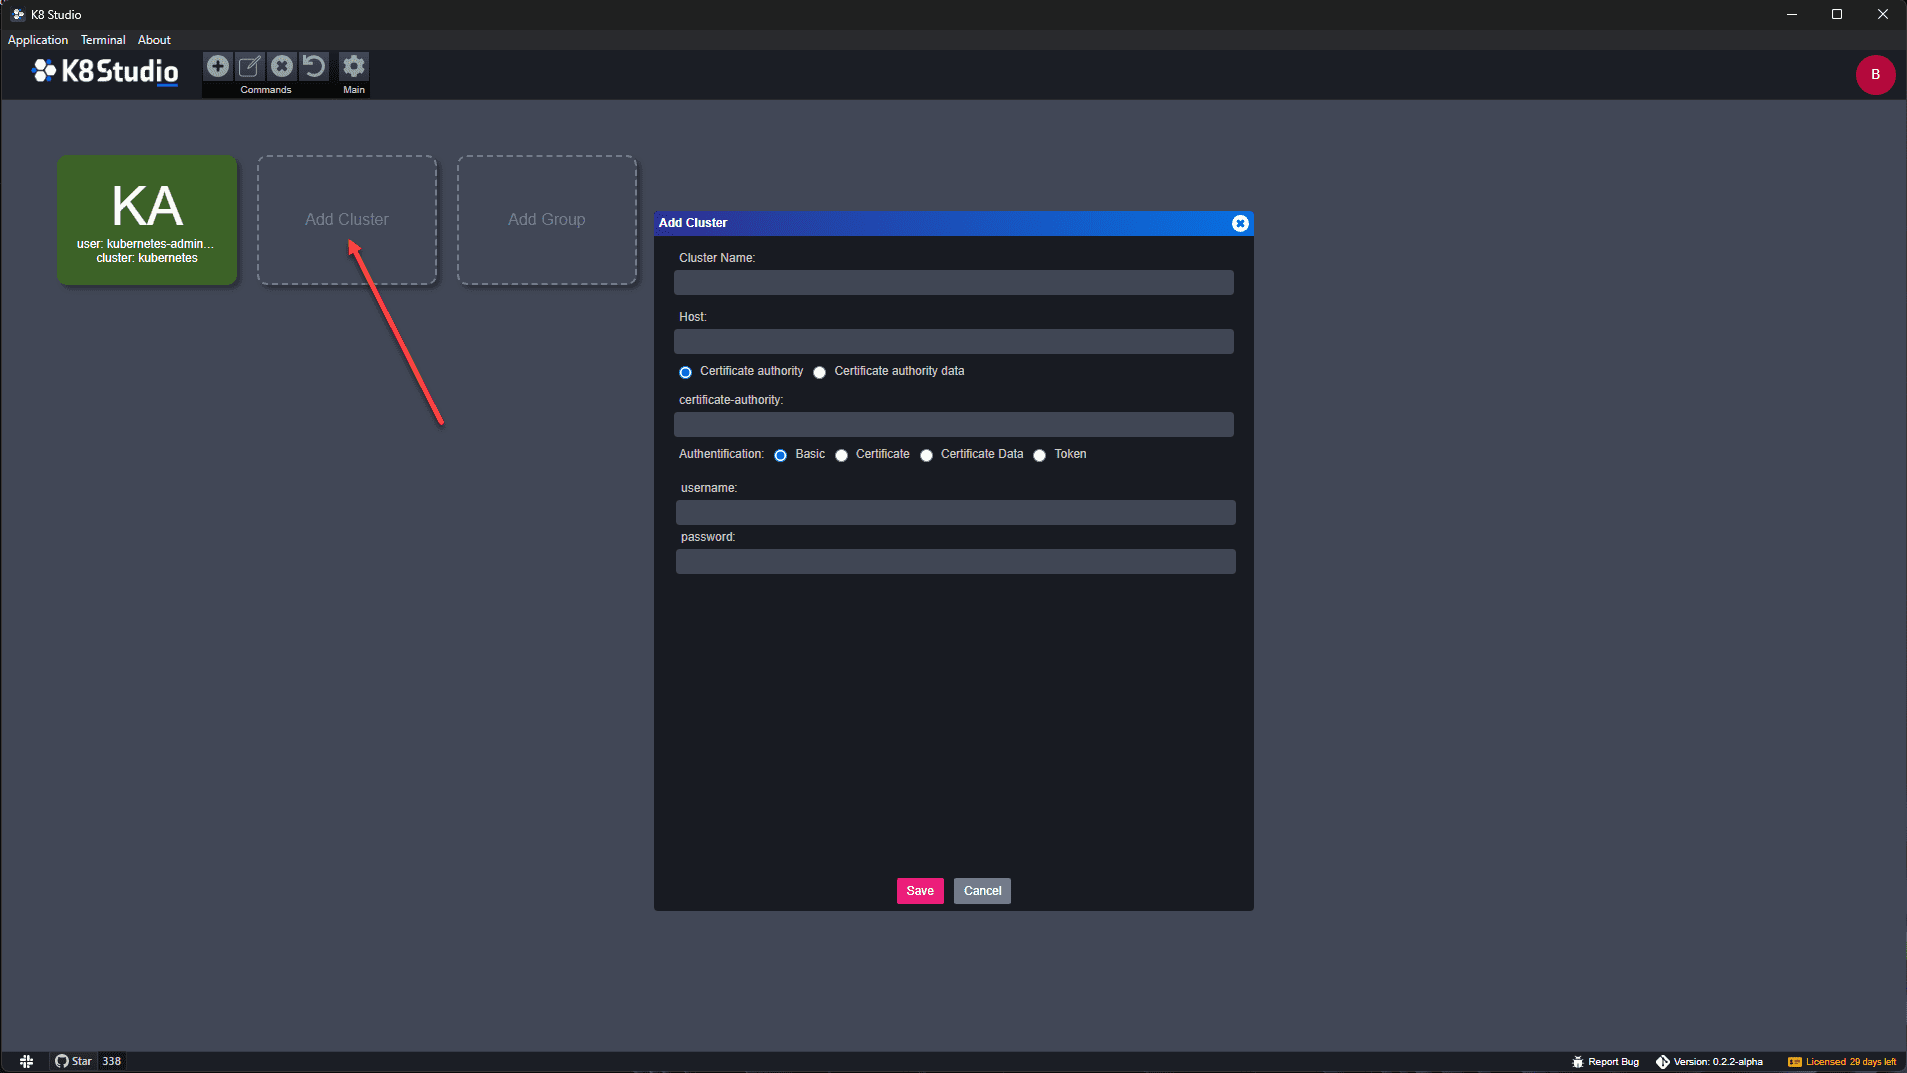 K8 Studio
Application Terminal About
K8Studio
Commands Main
B
KA
user: kubernetes-admin...
cluster: kubernetes
Add Cluster
Add Group
Add Cluster
Cluster Name:
Host:
Certificate authority Certificate authority data
certificate-authority:
Authentification: Basic Certificate Certificate Data Token
username:
password:
Save Cancel
Star 338
Report Bug Version: 0.2.2-alpha Licensed 29 days left